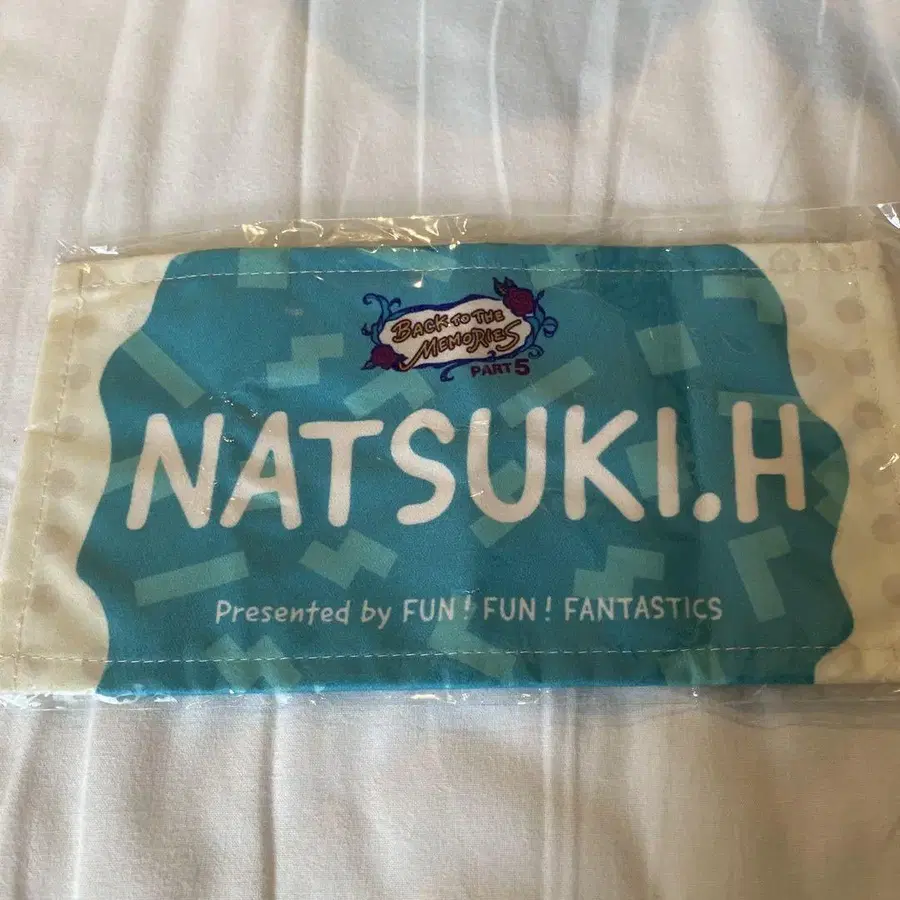 BACK TO THE
MEMORIES
PART 5
NATSUKI.H
Presented by FUN! FUN! FANTASTICS